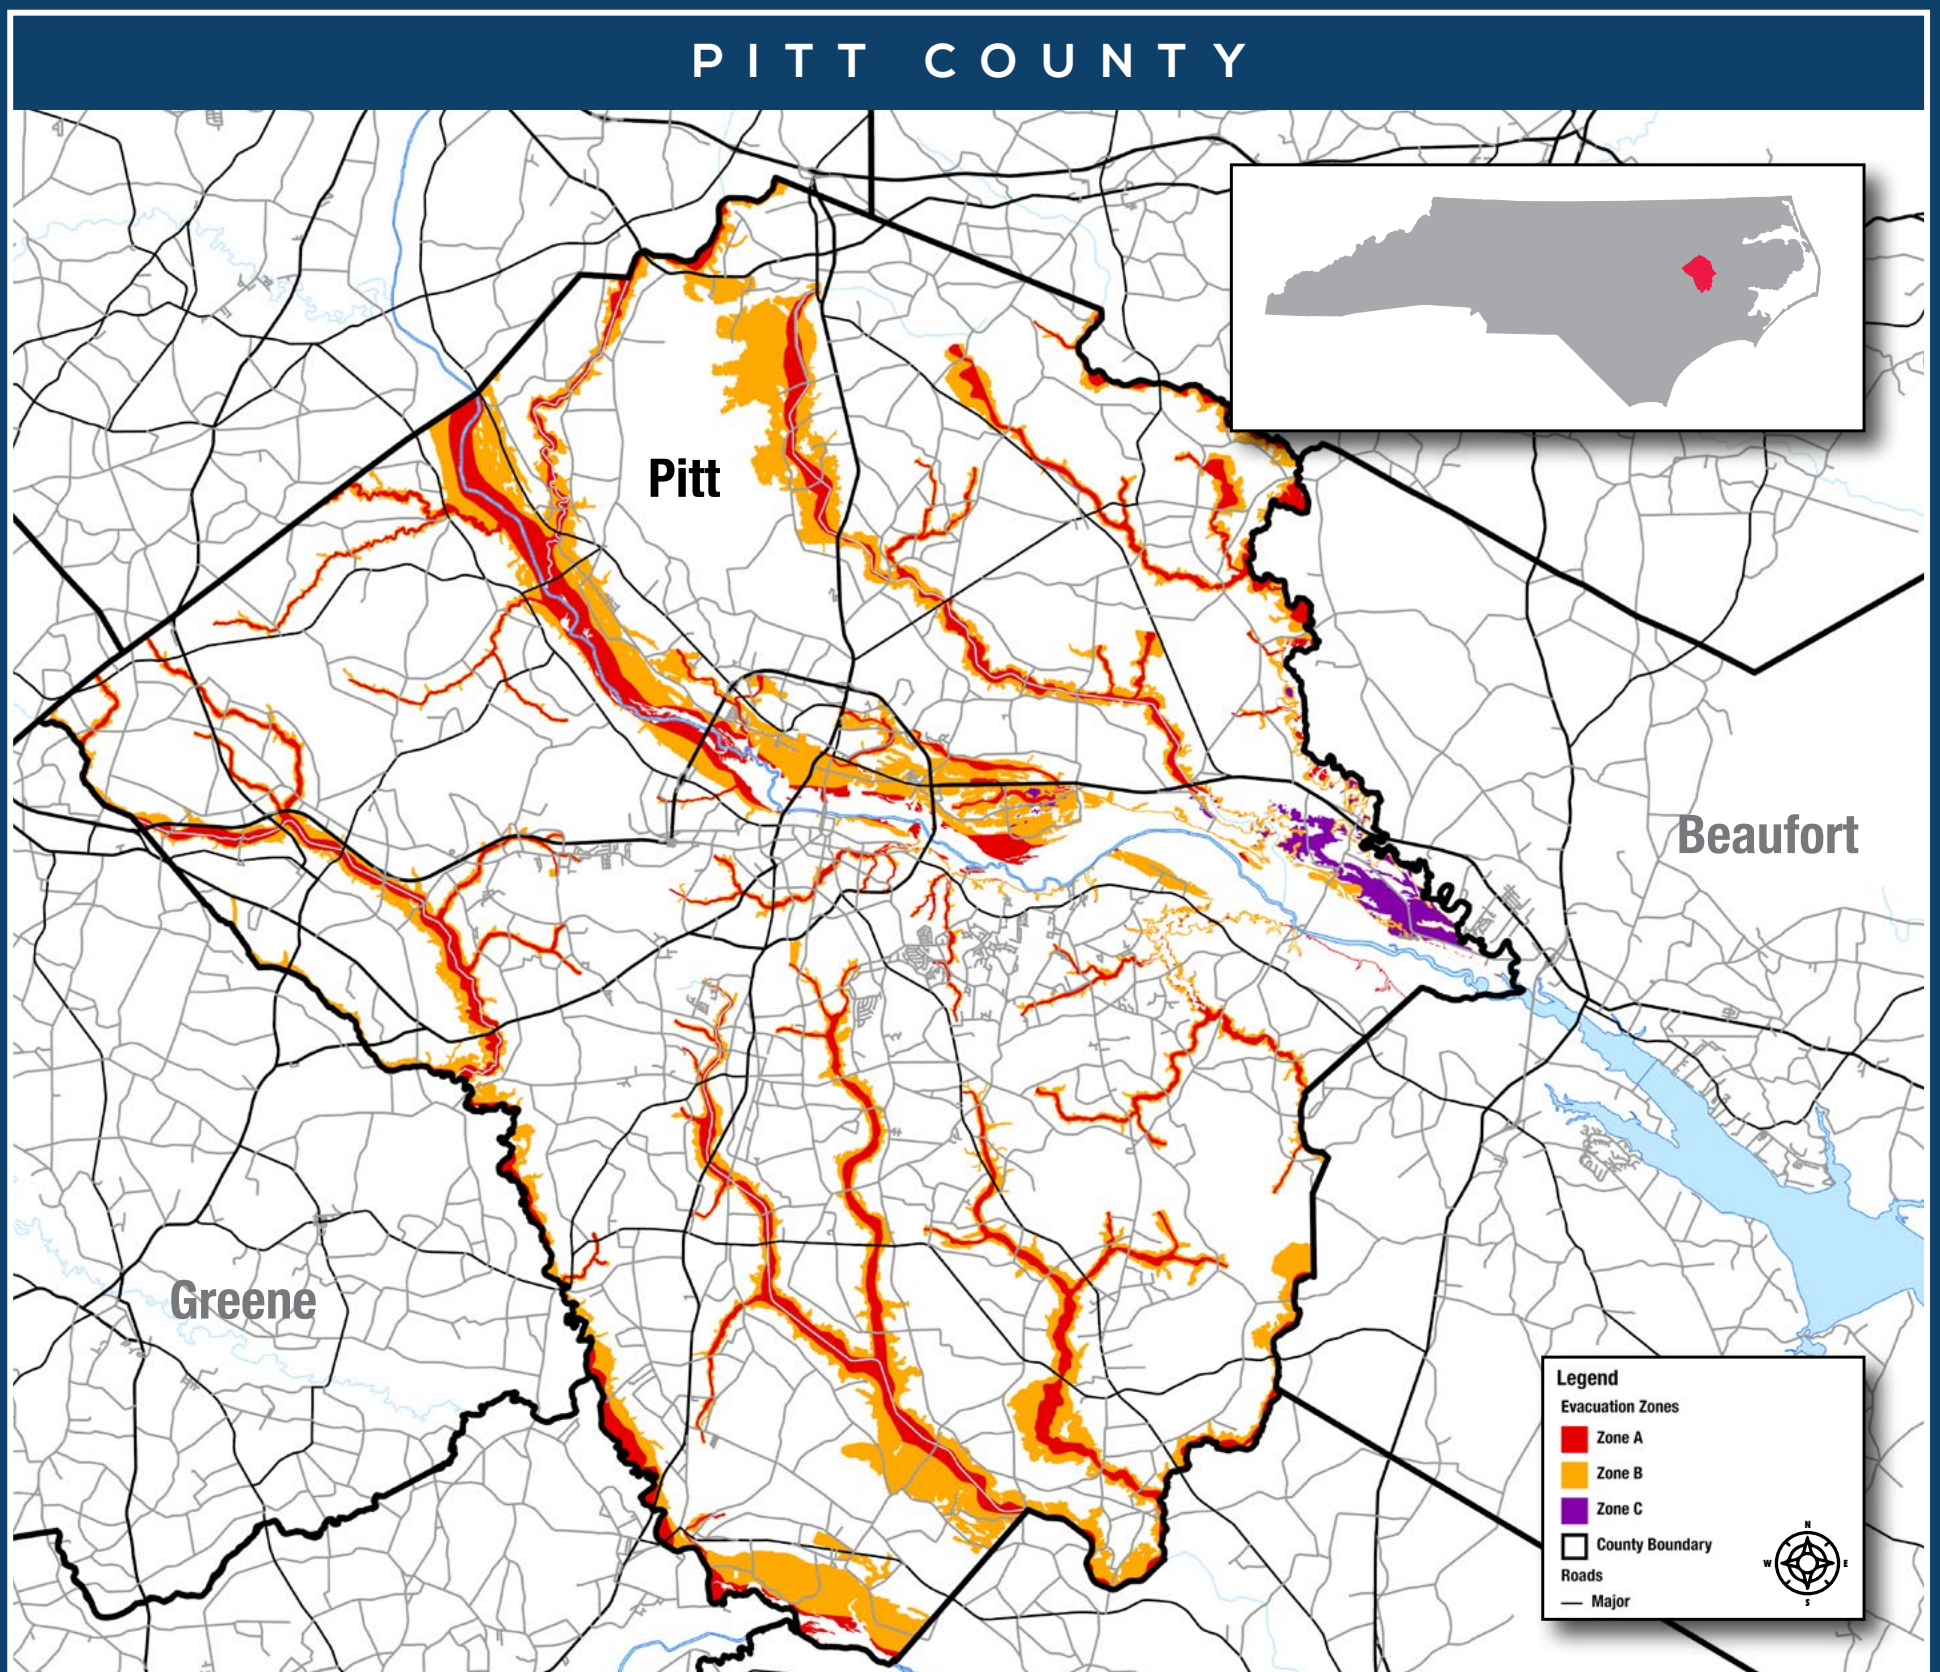 PITT COUNTY
Pitt
Beaufort
Greene
Legend
Evacuation Zones
Zone A
Zone B
Zone C
County Boundary
Roads
Major
N
W E
S